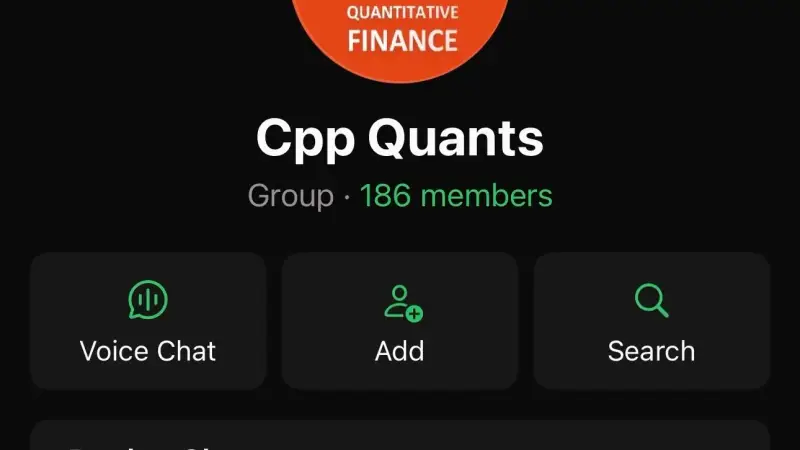 QUANTITATIVE
FINANCE
Cpp Quants
Group · 186 members
Voice Chat
Add
Search